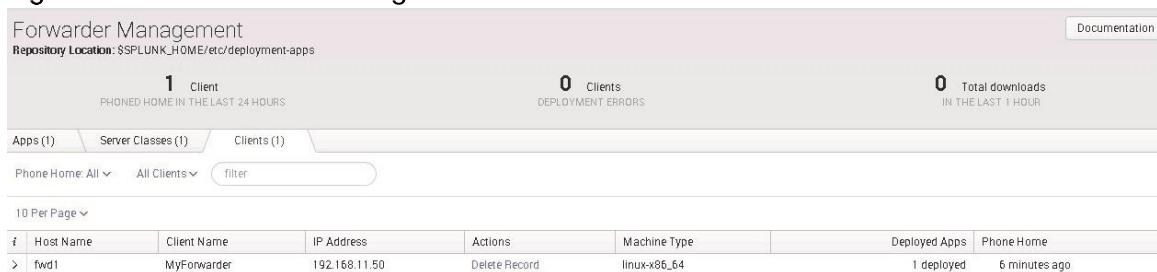 Forwarder Management
Documentation
Repository Location: $SPLUNK_HOME/etc/deployment-apps
1 Client
PHONED HOME IN THE LAST 24 HOURS
0 Clients
DEPLOYMENT ERRORS
0 Total downloads
IN THE LAST 1 HOUR
Apps (1) Server Classes (1) Clients (1)
Phone Home: All All Clients filter
10 Per Page
i Host Name Client Name IP Address Actions Machine Type Deployed Apps Phone Home
> fwd1 MyForwarder 192.168.11.50 Delete Record linux-x86_64 1 deployed 6 minutes ago